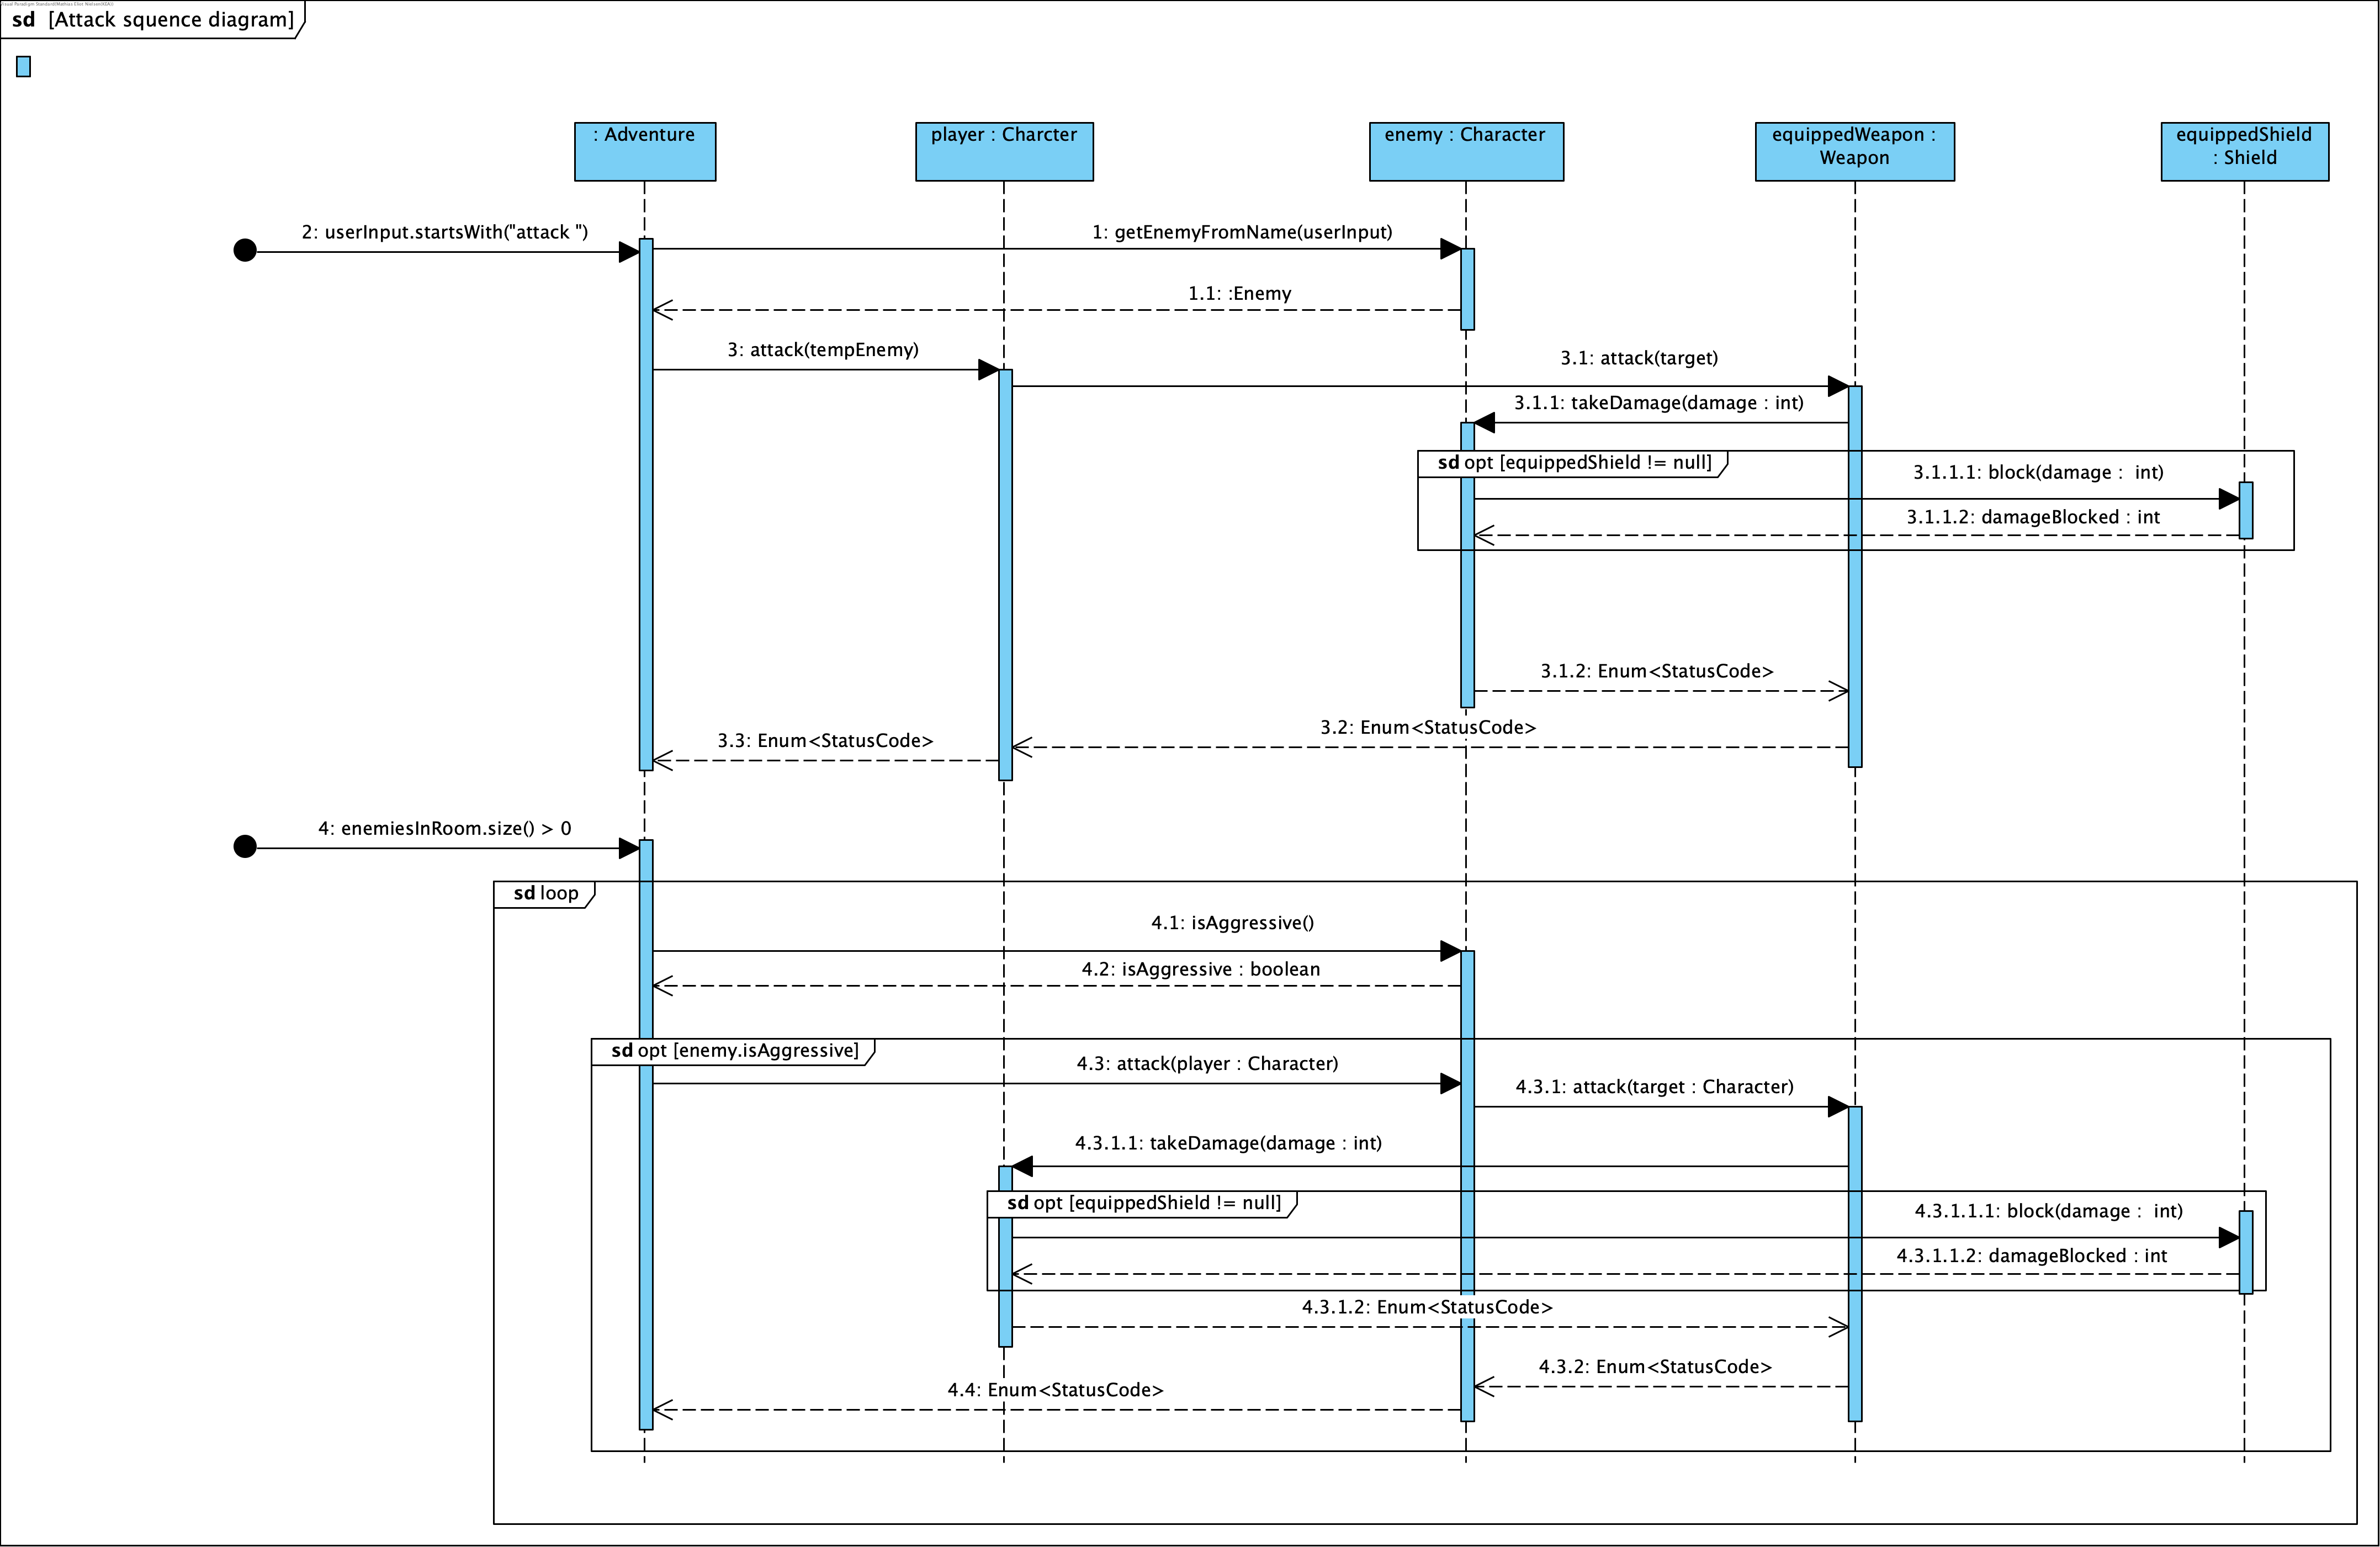 Visual Paradigm Standard(Mathias Eliot Nielsen(KEA))
sd [Attack squence diagram]
: Adventure
player : Charcter
enemy : Character
equippedWeapon :
Weapon
equippedShield
: Shield
2: userInput.startsWith("attack ")
1: getEnemyFromName(userInput)
1.1: :Enemy
3: attack(tempEnemy)
3.1: attack(target)
3.1.1: takeDamage(damage : int)
sd opt [equippedShield != null]
3.1.1.1: block(damage :  int)
3.1.1.2: damageBlocked : int
3.1.2: Enum<StatusCode>
3.2: Enum<StatusCode>
3.3: Enum<StatusCode>
4: enemiesInRoom.size() > 0
sd loop
4.1: isAggressive()
4.2: isAggressive : boolean
sd opt [enemy.isAggressive]
4.3: attack(player : Character)
4.3.1: attack(target : Character)
4.3.1.1: takeDamage(damage : int)
sd opt [equippedShield != null]
4.3.1.1.1: block(damage :  int)
4.3.1.1.2: damageBlocked : int
4.3.1.2: Enum<StatusCode>
4.3.2: Enum<StatusCode>
4.4: Enum<StatusCode>